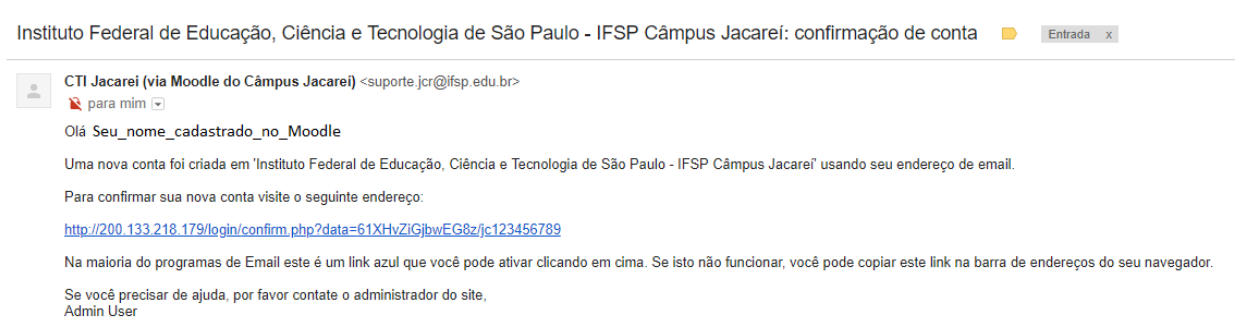 Instituto Federal de Educação, Ciência e Tecnologia de São Paulo - IFSP Câmpus Jacareí: confirmação de conta Entrada x
CTI Jacarei (via Moodle do Câmpus Jacareí) <suporte.jcr@ifsp.edu.br>
para mim
Olá Seu_nome_cadastrado_no_Moodle
Uma nova conta foi criada em 'Instituto Federal de Educação, Ciência e Tecnologia de São Paulo - IFSP Câmpus Jacareí' usando seu endereço de email.
Para confirmar sua nova conta visite o seguinte endereço:
http://200.133.218.179/login/confirm.php?data=61XHvZiGjbwEG8z/jc123456789
Na maioria do programas de Email este é um link azul que você pode ativar clicando em cima. Se isto não funcionar, você pode copiar este link na barra de endereços do seu navegador.
Se você precisar de ajuda, por favor contate o administrador do site,
Admin User